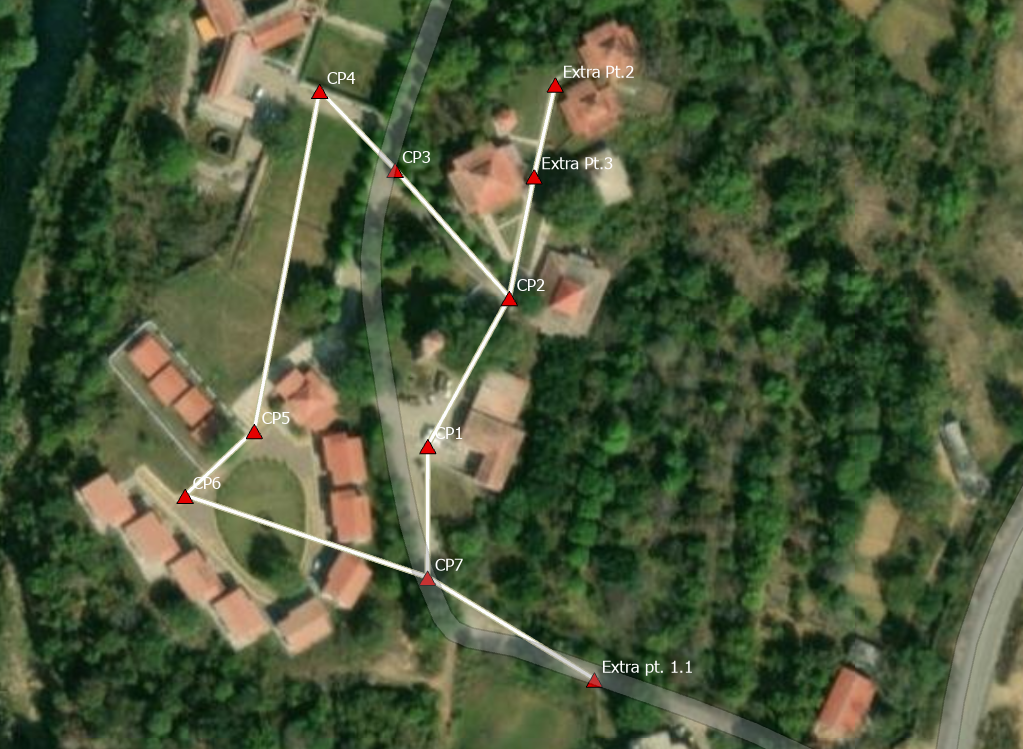 Extra Pt.2
CP4
CP3
Extra Pt.3
CP2
CP5
CP1
CP6
CP7
Extra pt. 1.1